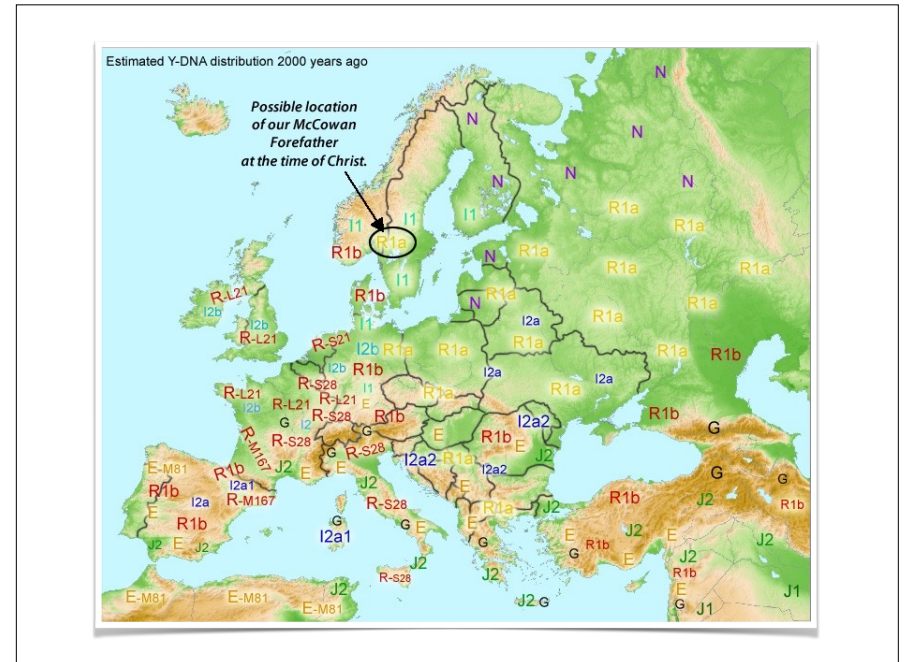 Estimated Y-DNA distribution 2000 years ago
Possible location
of our McCowan
Forefather
at the time of Christ.
N
N
N
N
N
N
R1a
I1
I1
I1
R1a
R1a
R1b
I1
N
R1a
R1a
R1a
R-L21
I2b
R1b
N
R1a
R1a
R1a
I2b
R-L21
I1
I2a
R1a
R-S21
I2b
R1a
R1a
R1a
R1a
R1b
I2b
R1b
I2a
I2a
R-L21
R-S28
I1
R1a
R1a
I2b
R-L21
R-L21
E
R-S28
R1b
R1b
G
I2
I2a2
G
R-M167
R-S28
G
R-S28
E
R1b
E
J2
E-M81
R1b
J2
E
G
E
I2a2
R1a
I2a2
G
G
R1b
I2a
I2a1
R-M167
J2
E
R1b
J2
R1b
E
R1b
G
R-S28
G
E
E
R1a
J2
J2
J2
E
J2
I2a1
J2
G
E
G
R1b
E
J2
R-S28
J2
R1b
E-M81
E-M81
J2
E-M81
J2
G
E
G
J1
J1